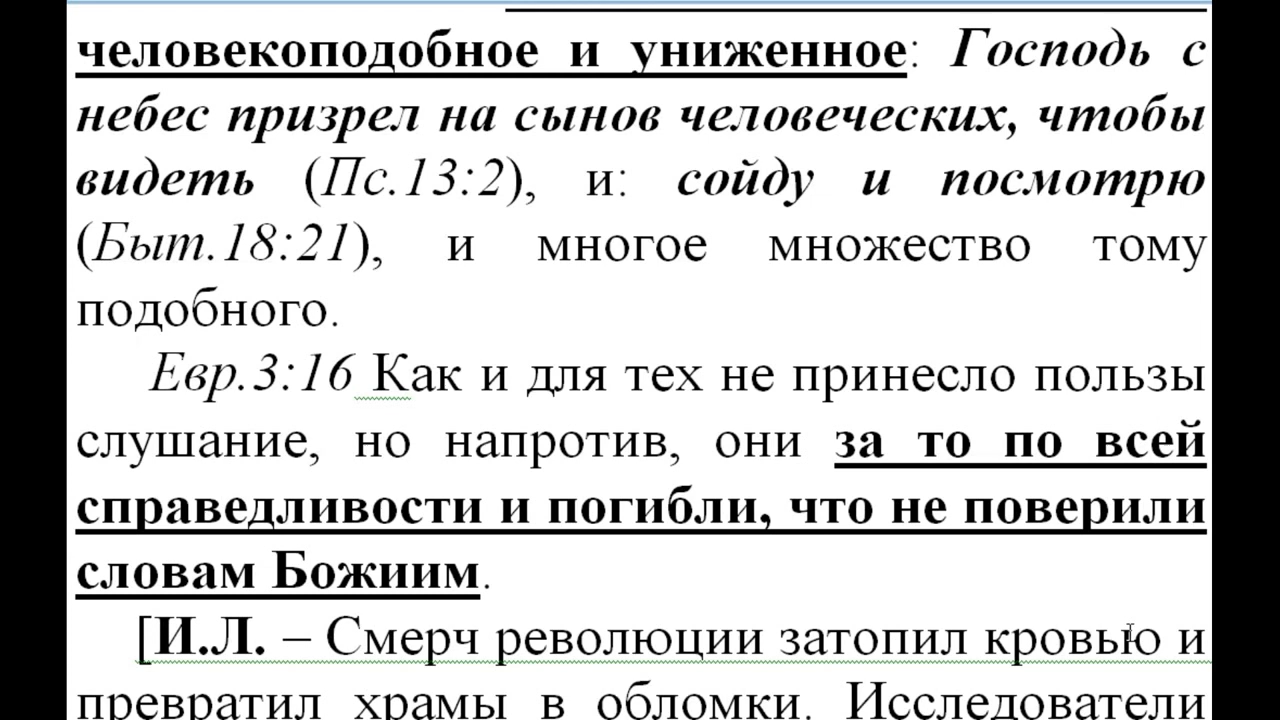 человекоподобное и униженное: Господь с
небес призрел на сынов человеческих, чтобы
видеть (Пс.13:2), и: сойду и посмотрю
(Быт.18:21), и многое множество тому
подобного.
Евр.3:16 Как и для тех не принесло пользы
слушание, но напротив, они за то по всей
справедливости и погибли, что не поверили
словам Божиим.
[И.Л. – Смерч революции затопил кровью и
превратил храмы в обломки. Исследователи